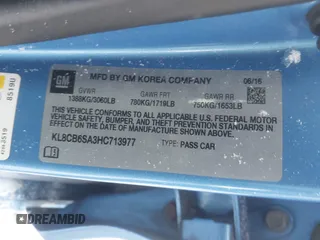 GM
MFD BY GM KOREA COMPANY
08/16
GVWR
GAWR FRT
GAWR RR
1388KG/3060LB
780KG/1719LB
750KG/1653LB
THIS VEHICLE CONFORMS TO ALL APPLICABLE U.S. FEDERAL
MOTOR VEHICLE SAFETY, BUMPER, AND THEFT PREVENTION
STANDARDS IN EFFECT ON THE DATE OF MANUFACTURE SHOWN
ABOVE.
KL8CB6SA3HC713977
TYPE: PASS CAR
85190
DREAMBID